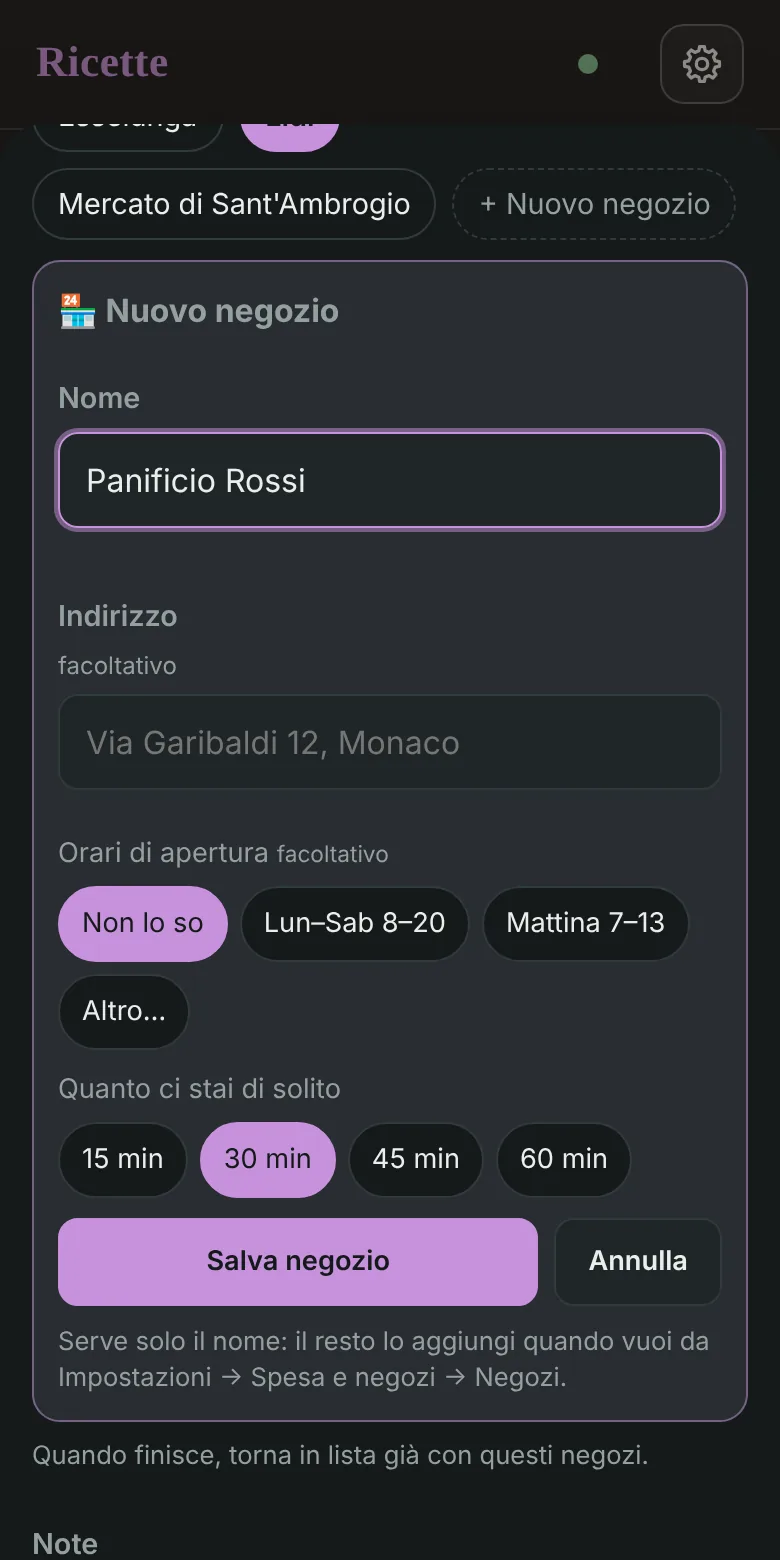 Ricette
Mercato di Sant'Ambrogio
+ Nuovo negozio
24
Nuovo negozio
Nome
Panificio Rossi
Indirizzo
facoltativo
Via Garibaldi 12, Monaco
Orari di apertura facoltativo
Non lo so
Lun–Sab 8–20
Mattina 7–13
Altro…
Quanto ci stai di solito
15 min
30 min
45 min
60 min
Salva negozio
Annulla
Serve solo il nome: il resto lo aggiungi quando vuoi da
Impostazioni → Spesa e negozi → Negozi.
Quando finisce, torna in lista già con questi negozi.
Note